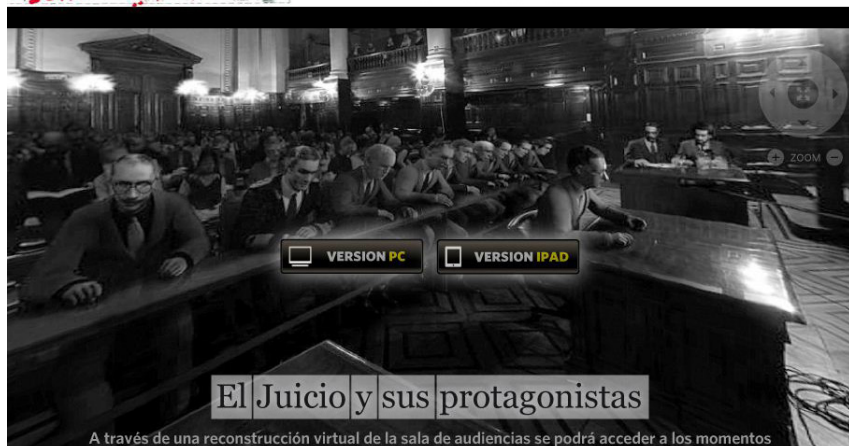 ZOOM
VERSION PC
VERSION IPAD
El Juicio y sus protagonistas
A través de una reconstrucción virtual de la sala de audiencias se podrá acceder a los momentos